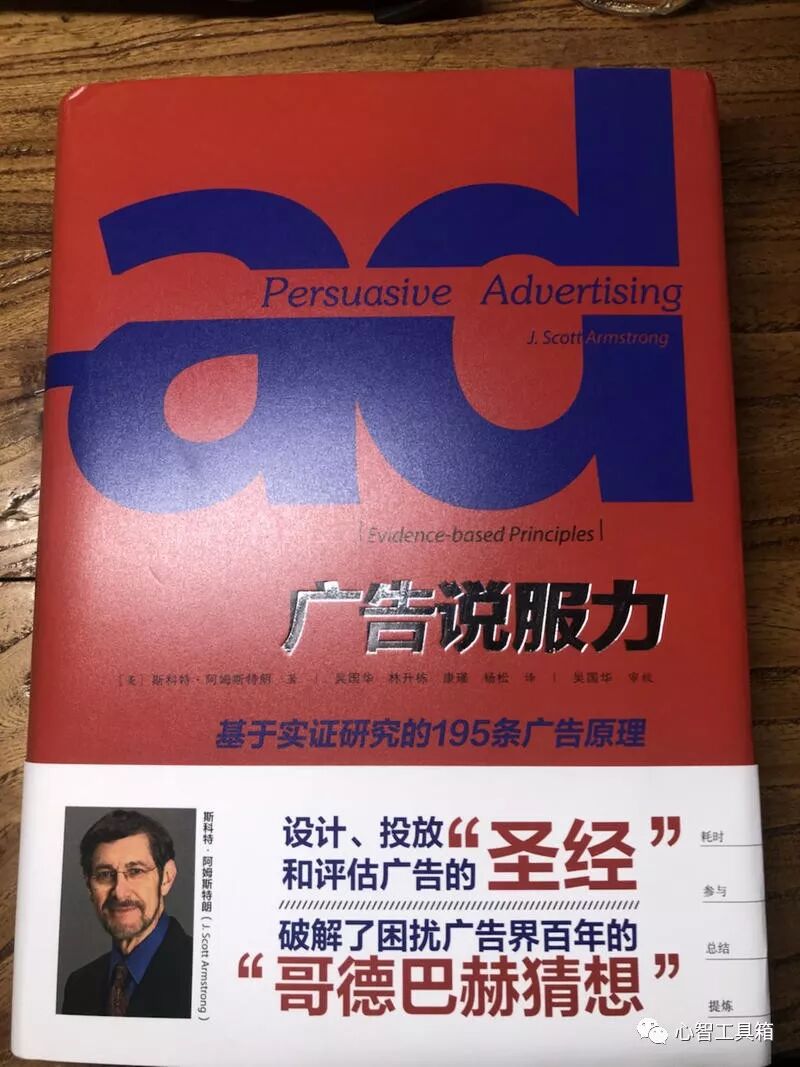 ad
Persuasive Advertising
J. Scott Armstrong
Evidence-based Principles
广告说服力
[美] 斯科特·阿姆斯特朗 著 | 吴国华 林升栋 康瑾 杨松 译 | 吴国华 审校
基于实证研究的195条广告原理
斯科特·阿姆斯特朗(J. Scott Armstrong)
设计、投放
和评估广告的
“圣经”
破解了困扰广告界百年的
“哥德巴赫猜想”
耗时
参与
总结
提炼
心智工具箱